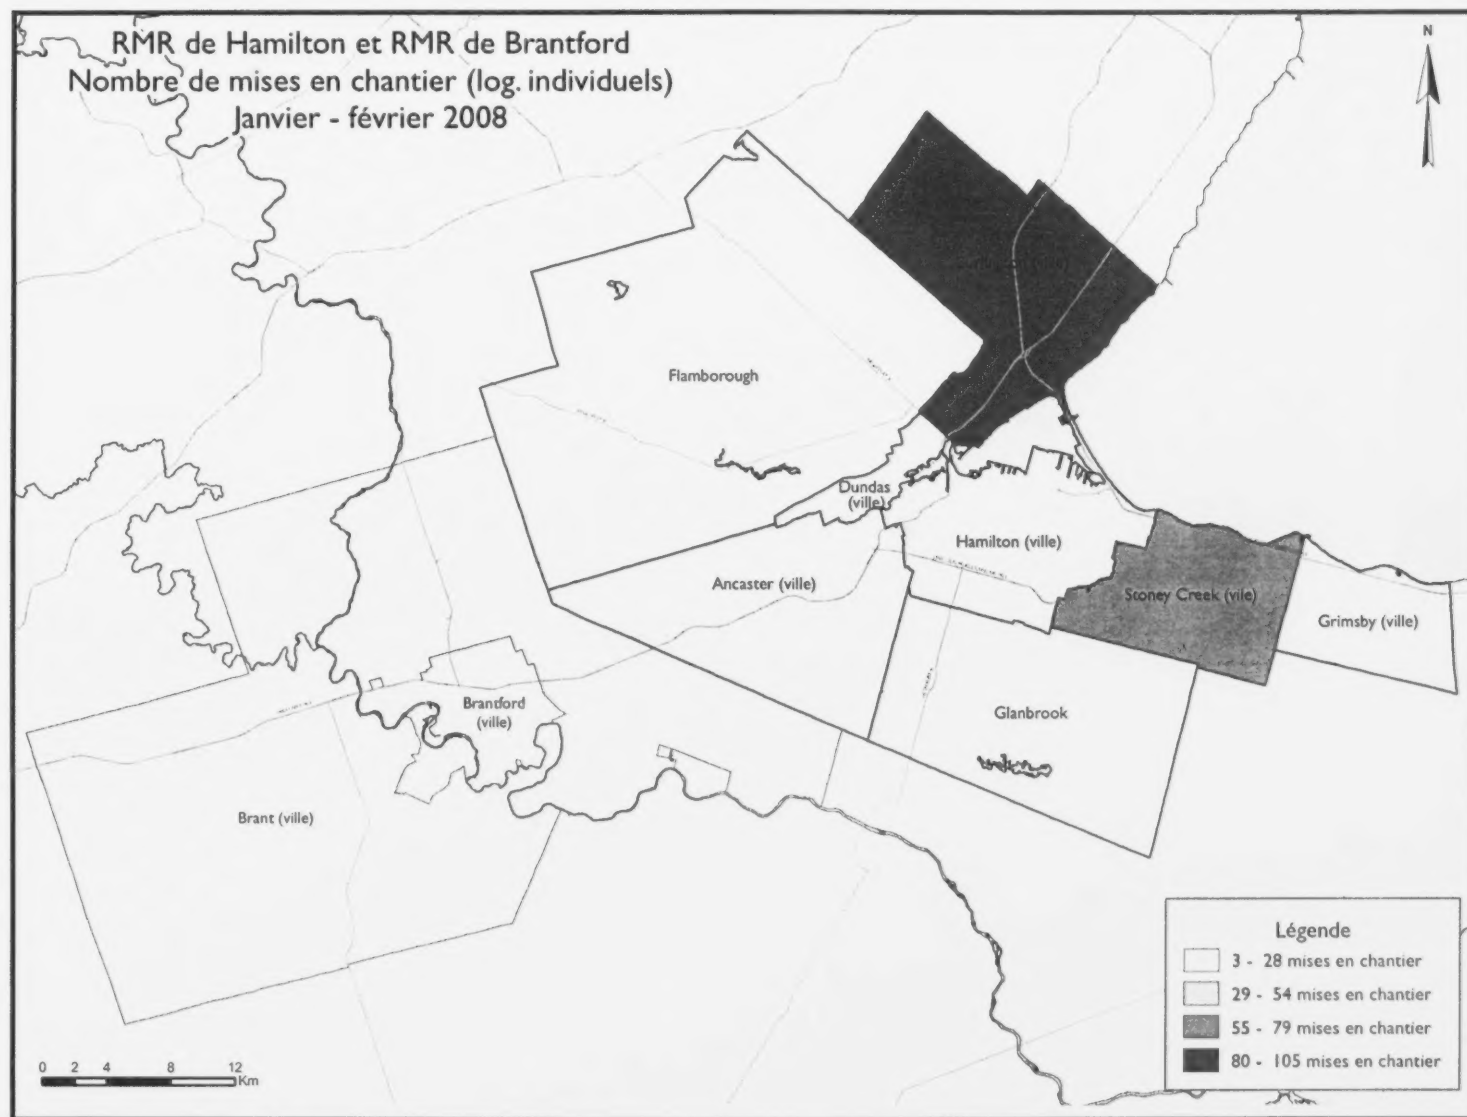 RMR de Hamilton et RMR de Brantford
Nombre de mises en chantier (log. individuels)
Janvier - février 2008
N
Flamborough
Dundas
(ville)
Hamilton (ville)
Ancaster (ville)
Stoney Creek (vile)
Grimsby (ville)
Brantford
(ville)
Glanbrook
Brant (ville)
Légende
3 - 28 mises en chantier
29 - 54 mises en chantier
55 - 79 mises en chantier
80 - 105 mises en chantier
0 2 4 8 12
Km